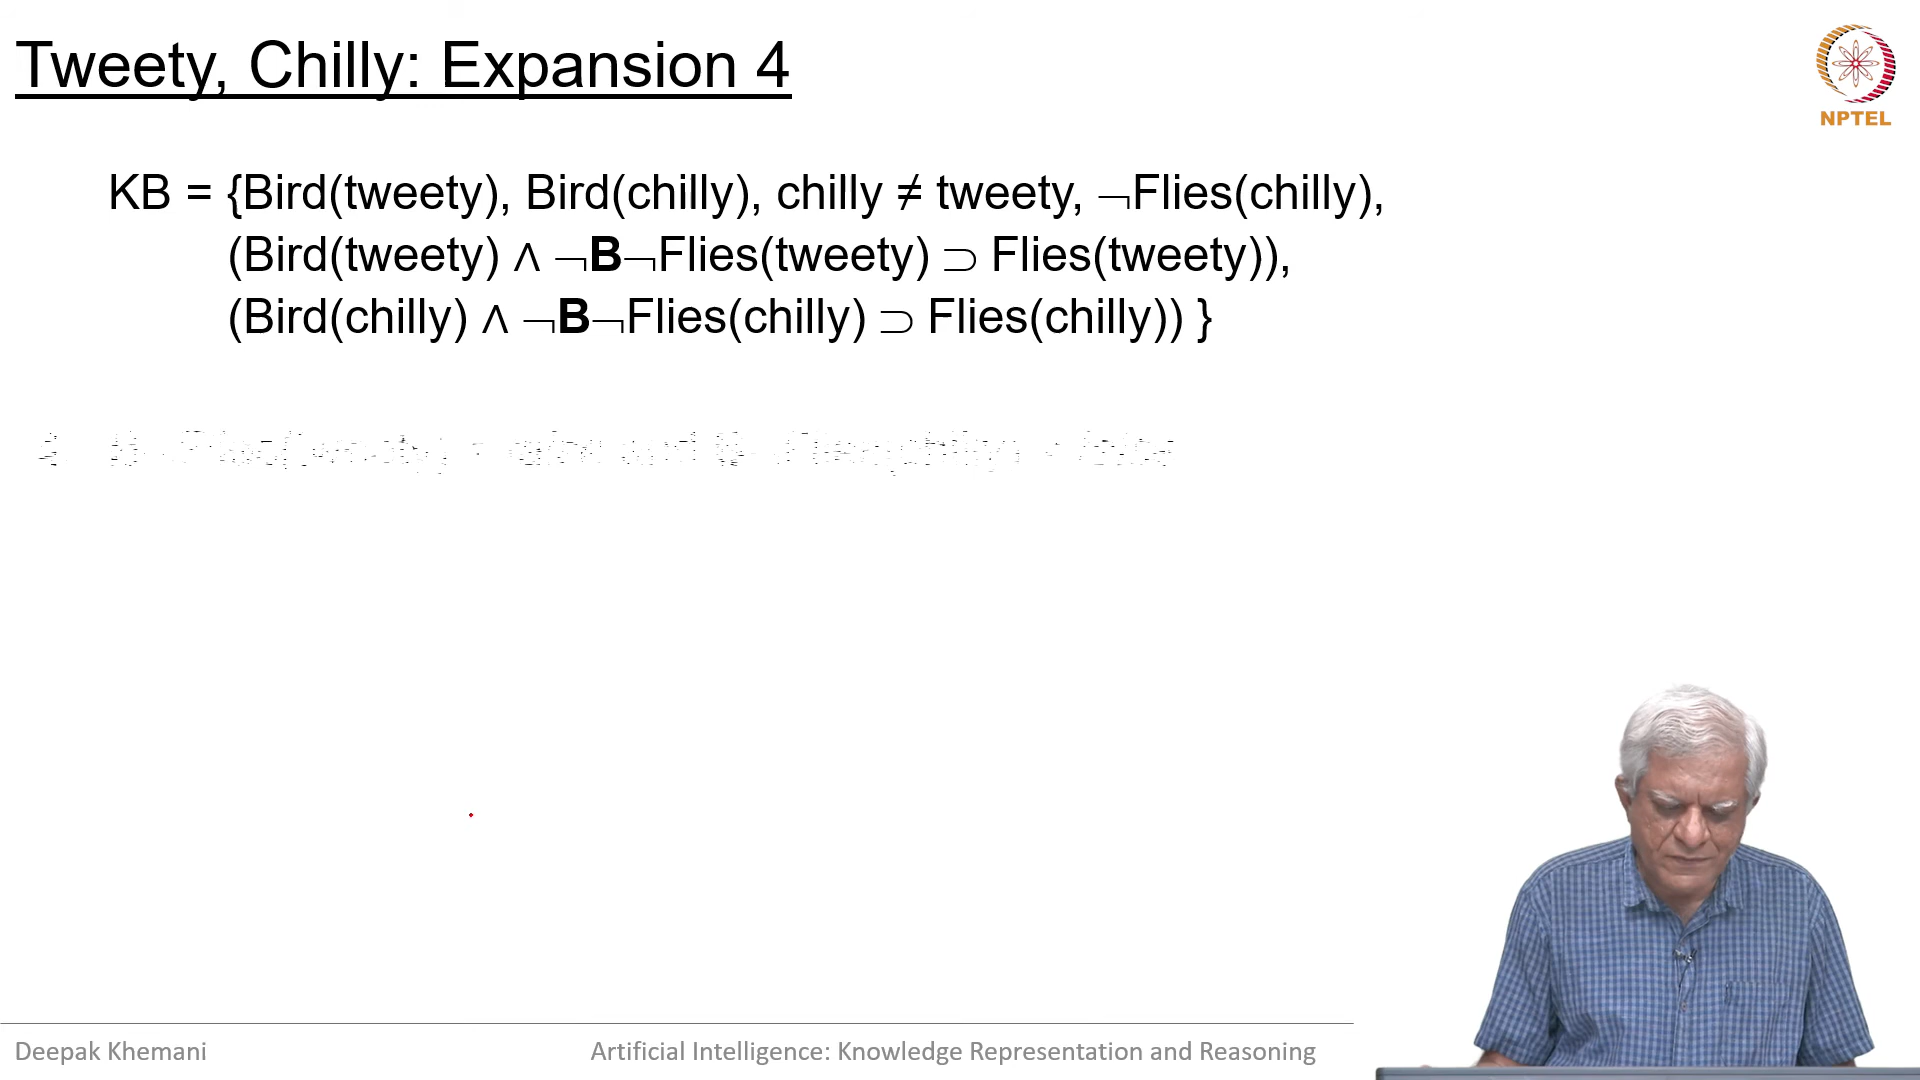 Tweety, Chilly: Expansion 4
NPTEL
KB = {Bird(tweety), Bird(chilly), chilly ≠ tweety, ¬Flies(chilly),
(Bird(tweety) ∧ ¬B¬Flies(tweety) ⊃ Flies(tweety)),
(Bird(chilly) ∧ ¬B¬Flies(chilly) ⊃ Flies(chilly)) }
Deepak Khemani
Artificial Intelligence: Knowledge Representation and Reasoning